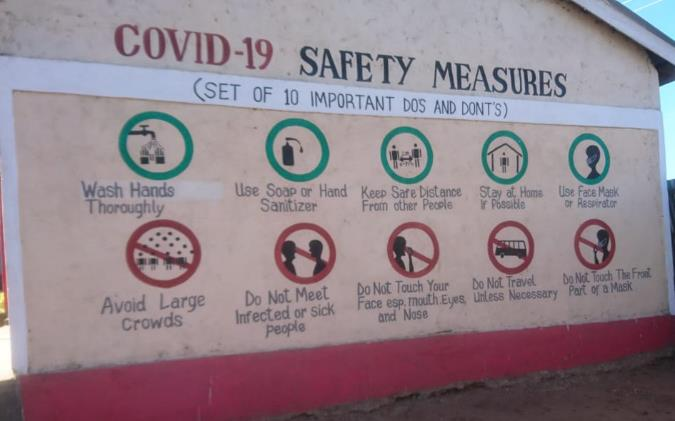 COVID-19 SAFETY MEASURES
(SET OF 10 IMPORTANT DO'S AND DONT'S)
Wash Hands
Thoroughly
Use Soap or Hand
Sanitizer
Keep Safe Distance
From other People
Stay at Home
If Possible
Use Face Mask
or Respirator
Avoid Large
Crowds
Do Not Meet
Infected or sick
people
Do Not Touch Your
Face esp. mouth, Eyes,
and Nose
Do Not Travel
Unless Necessary
Do Not Touch The Front
Part of a Mask